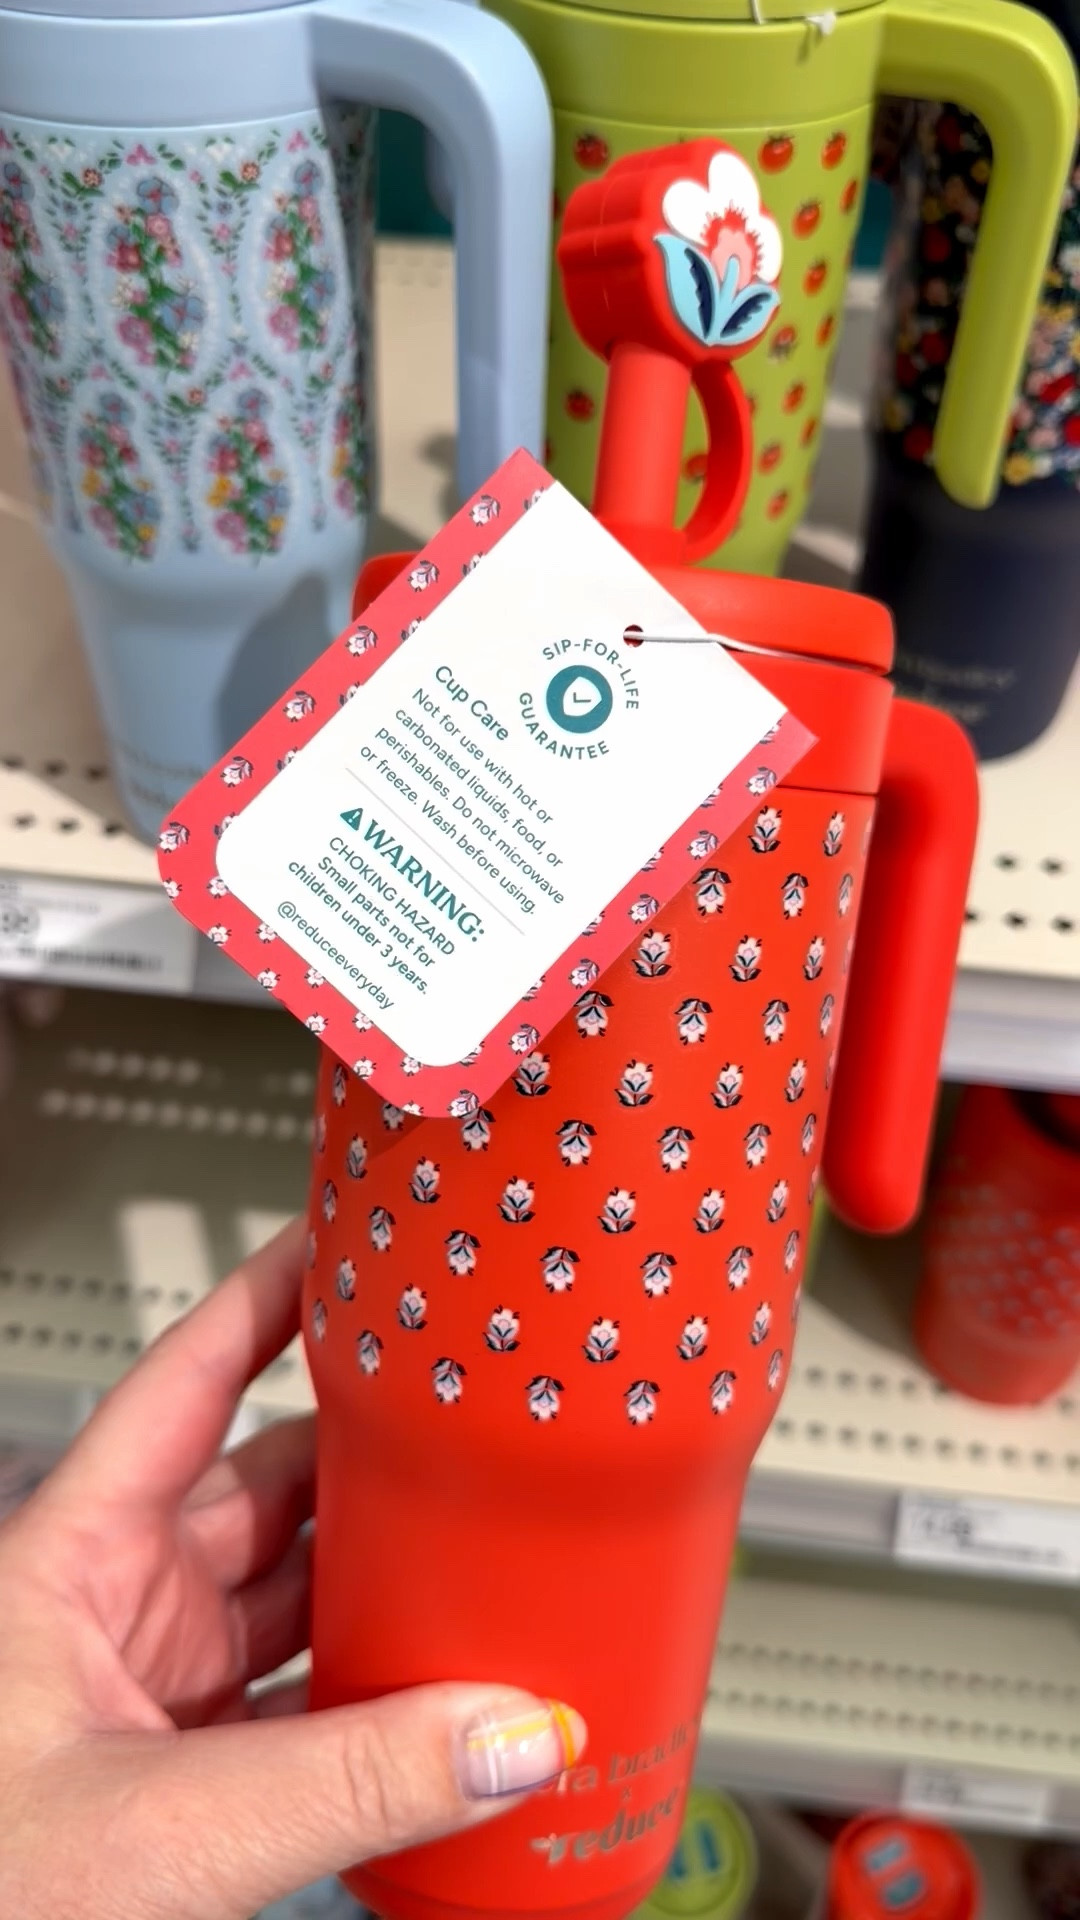 SIP-FOR-LIFE
GUARANTEE
Cup Care
Not for use with hot or
carbonated liquids, food, or
perishables. Do not microwave
or freeze. Wash before using.
WARNING:
CHOKING HAZARD
Small parts not for
children under 3 years.
@reduceeveryday
x
reduce